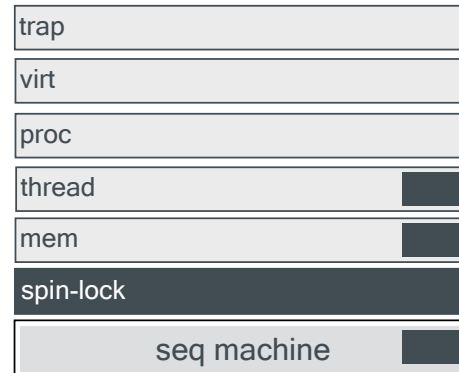 trap
virt
proc
thread
mem
spin-lock
seq machine